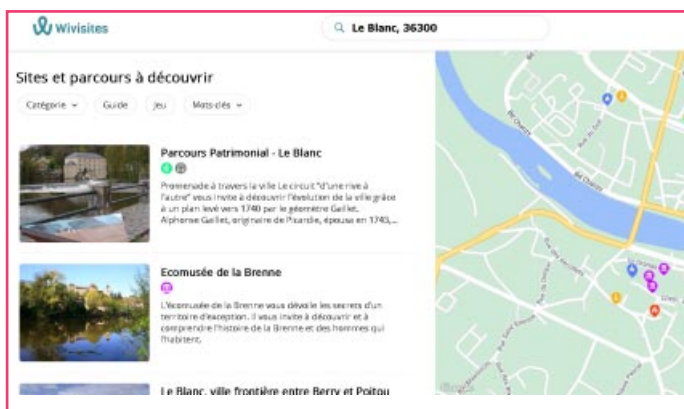 Wivisites
Le Blanc, 36300
Sites et parcours à découvrir
Catégorie
Guide
Jeu
Mots-clés
Parcours Patrimonial - Le Blanc
Promenade à travers la ville Le circuit "d'une rive à
l'autre" vous invite à découvrir l'évolution de la ville grâce
à un plan levé vers 1740 par le géomètre Gaillet.
Alphonse Gaillet, originaire de Picardie, épousa en 1743,...
Ecomusée de la Brenne
L'écomusée de la Brenne vous dévoile les secrets d'un
territoire d'exception. Il vous invite à découvrir et à
comprendre l'histoire de la Brenne et des hommes qui
l'habitent.
Le Blanc, ville frontière entre Berry et Poitou